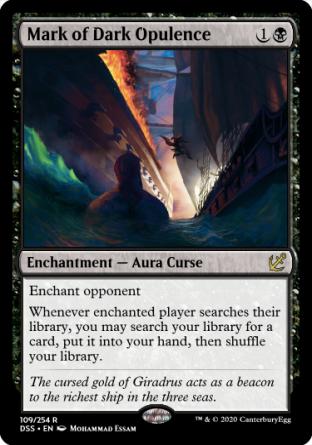 Mark of Dark Opulence 1
Enchantment — Aura Curse
Enchant opponent
Whenever enchanted player searches their
library, you may search your library for a
card, put it into your hand, then shuffle
your library.
The cursed gold of Giradrus acts as a beacon
to the richest ship in the three seas.
109/254 R
DSS • EN Mohammad Essam
™ & © 2020 CanterburyEgg